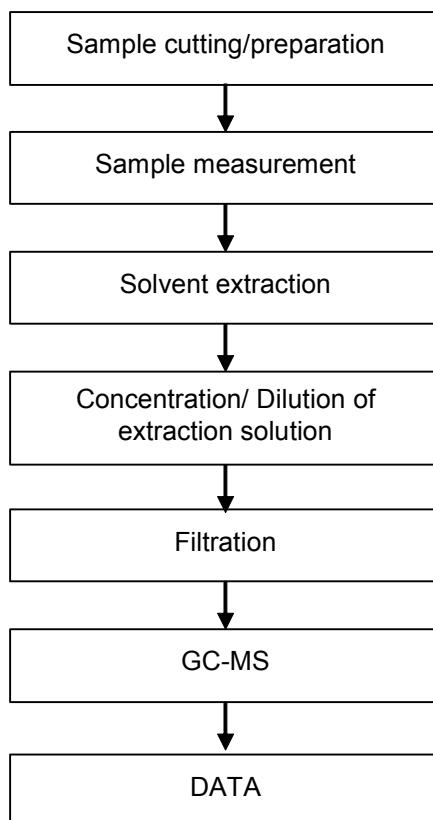 Sample cutting/preparation
Sample measurement
Solvent extraction
Concentration/ Dilution of
extraction solution
Filtration
GC-MS
DATA